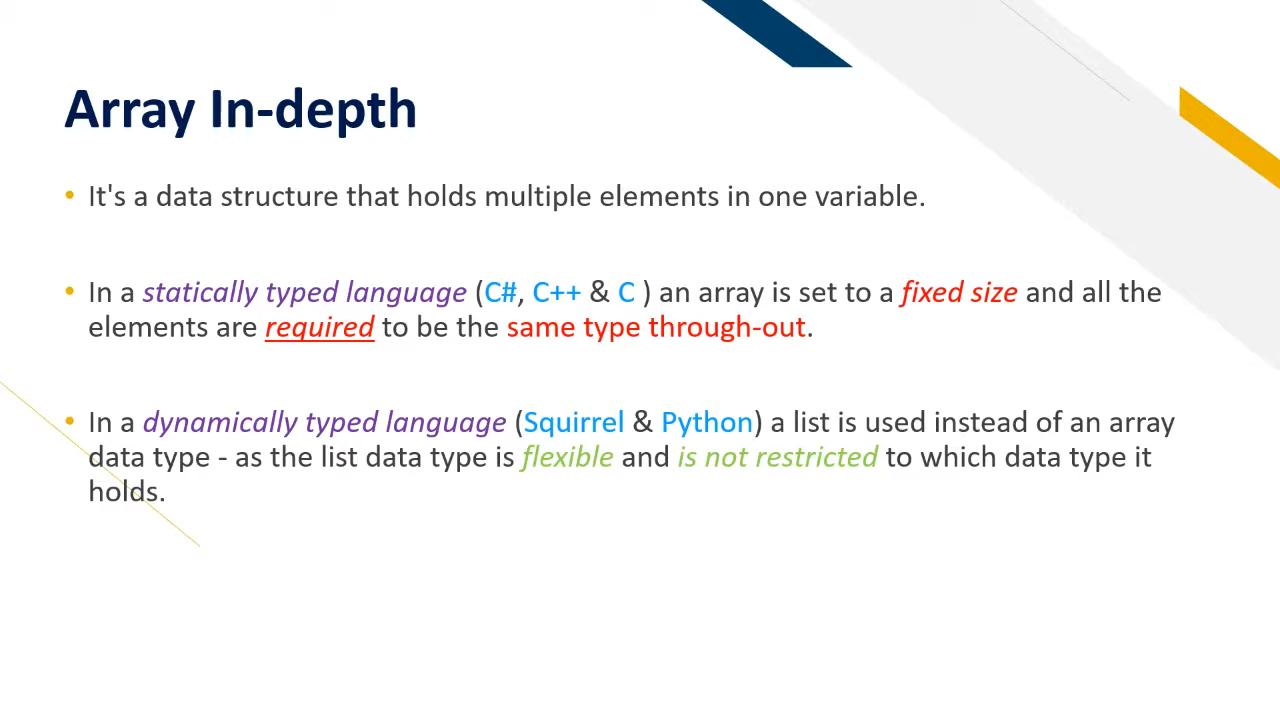 Array In-depth
• It's a data structure that holds multiple elements in one variable.
• In a statically typed language (C#, C++ & C ) an array is set to a fixed size and all the
elements are required to be the same type through-out.
• In a dynamically typed language (Squirrel & Python) a list is used instead of an array
data type - as the list data type is flexible and is not restricted to which data type it
holds.